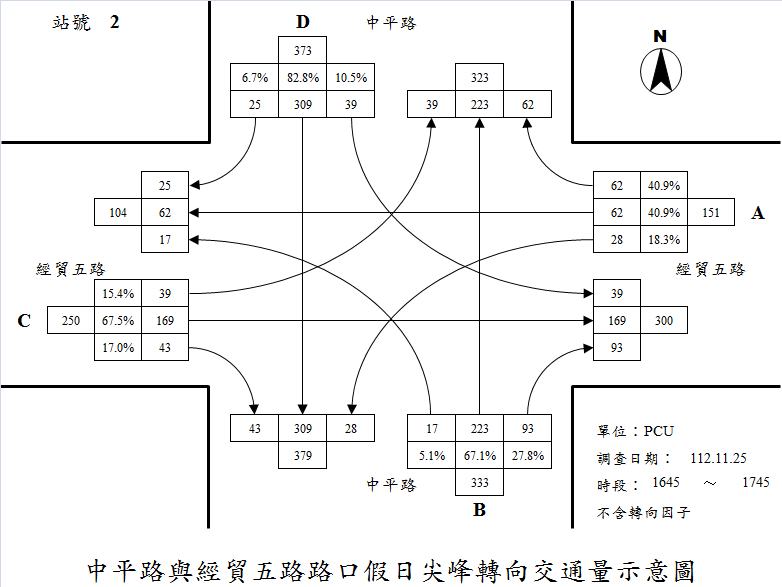 站號 2
D 中平路
N
373
6.7% 82.8% 10.5%
25 309 39
323
39 223 62
25
104 62
17
62 40.9%
62 40.9% 151
28 18.3%
A
經貿五路
經貿五路
15.4% 39
C 250 67.5% 169
17.0% 43
39
169 300
93
43 309 28
379
17 223 93
5.1% 67.1% 27.8%
333
中平路
B
單位：PCU
調查日期： 112.11.25
時段： 1645 ～ 1745
不含轉向因子
中平路與經貿五路路口假日尖峰轉向交通量示意圖